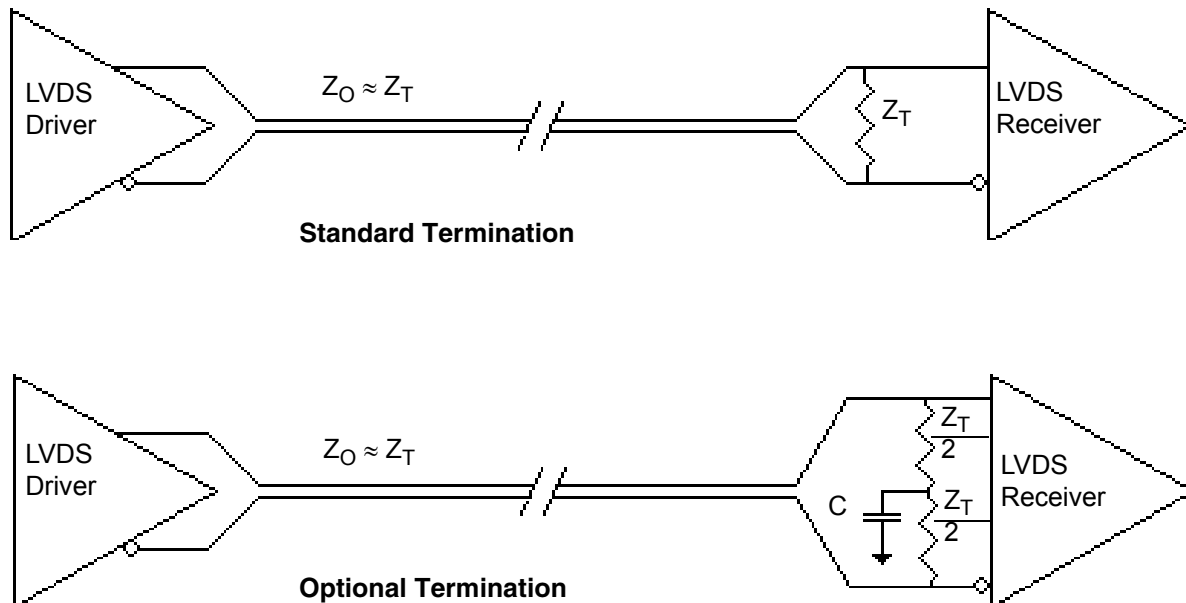 LVDS
Driver
Z_O ≈ Z_T
Z_T
LVDS
Receiver
Standard Termination
LVDS
Driver
Z_O ≈ Z_T
C
Z_T
2
Z_T
2
LVDS
Receiver
Optional Termination